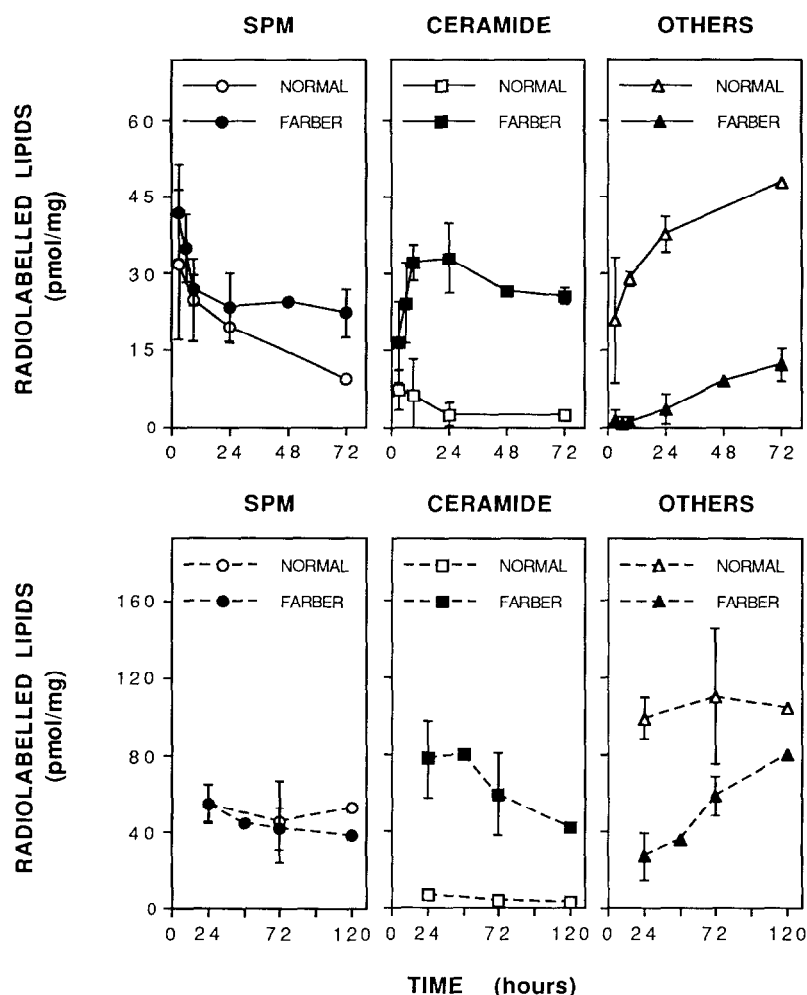 SPM CERAMIDE OTHERS
RADIOLABELLED LIPIDS
(pmol/mg)
NORMAL
FARBER
NORMAL
FARBER
NORMAL
FARBER
60
45
30
15
0
0 24 48 72
0 24 48 72
0 24 48 72
SPM CERAMIDE OTHERS
RADIOLABELLED LIPIDS
(pmol/mg)
NORMAL
FARBER
NORMAL
FARBER
NORMAL
FARBER
160
120
80
40
0
0 24 72 120
0 24 72 120
0 24 72 120
TIME (hours)